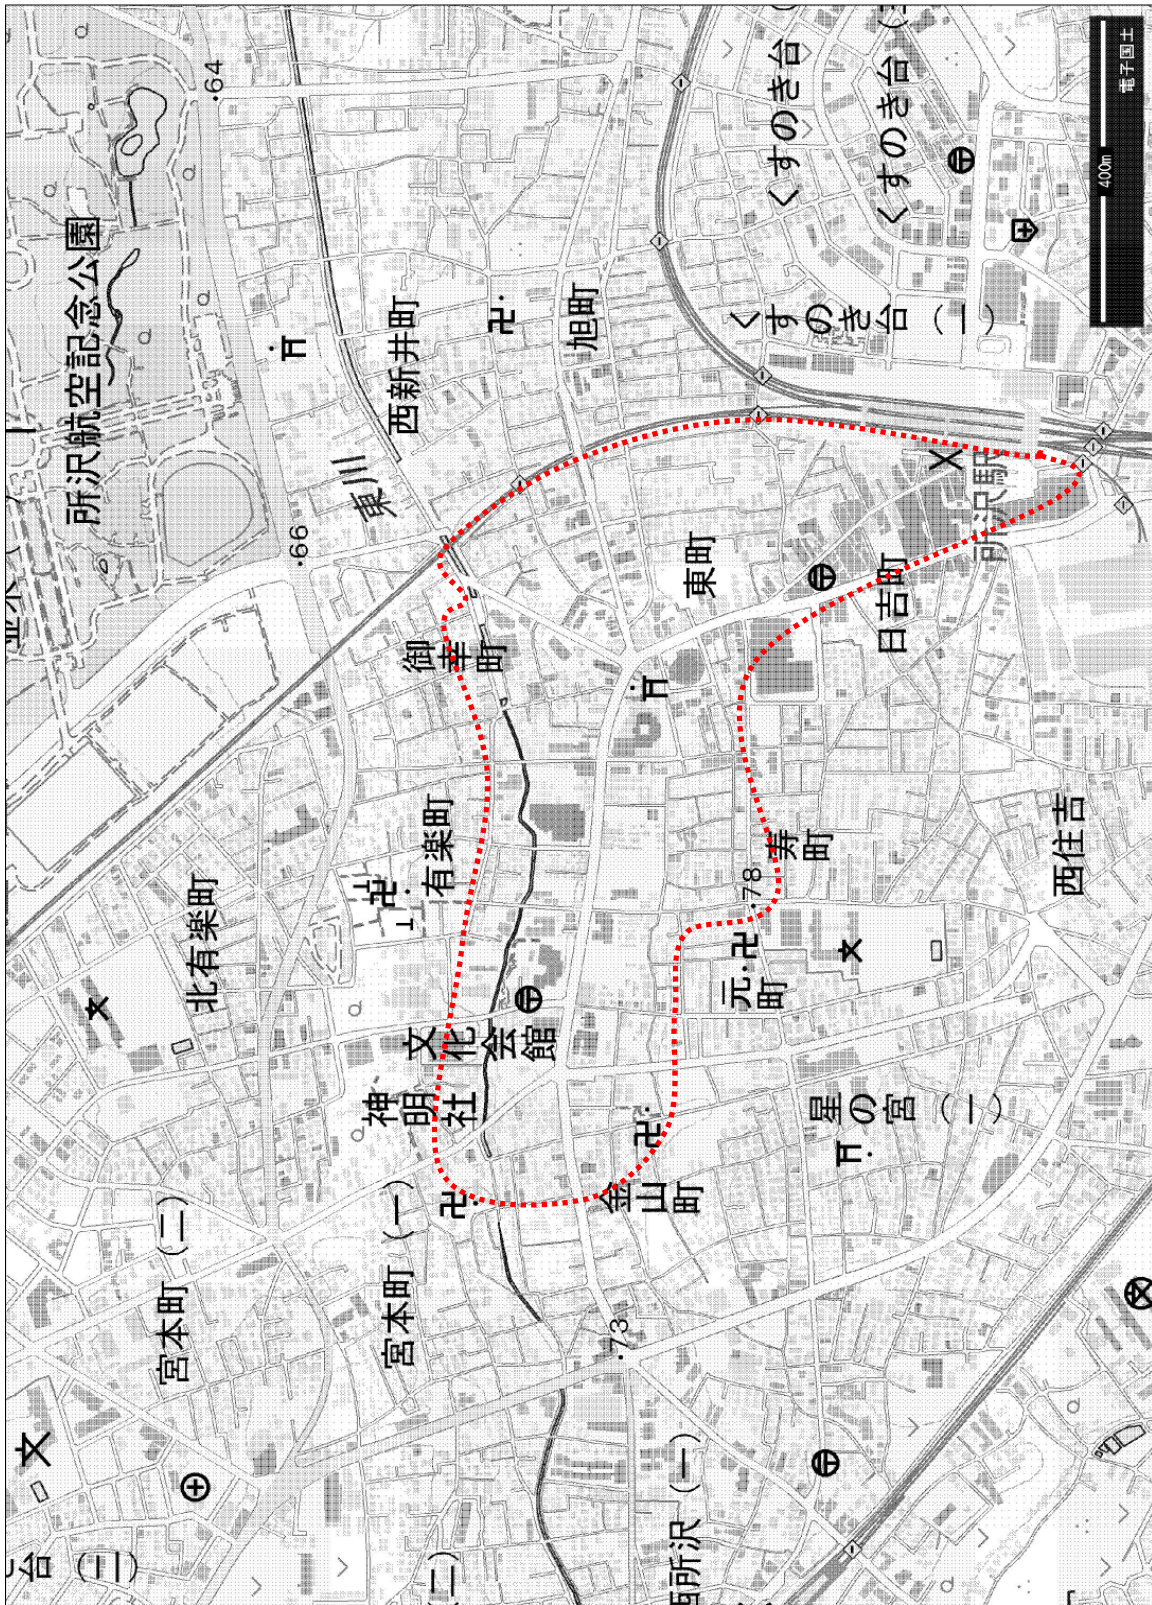 所沢航空記念公園
.64
くすのき台
くすのき台
電子国土
400m
西新井町
旭町
くすのき台（一）
東川
.66
所沢駅
東町
日吉町
御幸町
有楽町
北有楽町
寿町
.78
西住吉
元町
文化会館
神明社
星の宮（一）
金山町
宮本町（二）
宮本町（一）
.73
西所沢（一）
台（二）
（二）